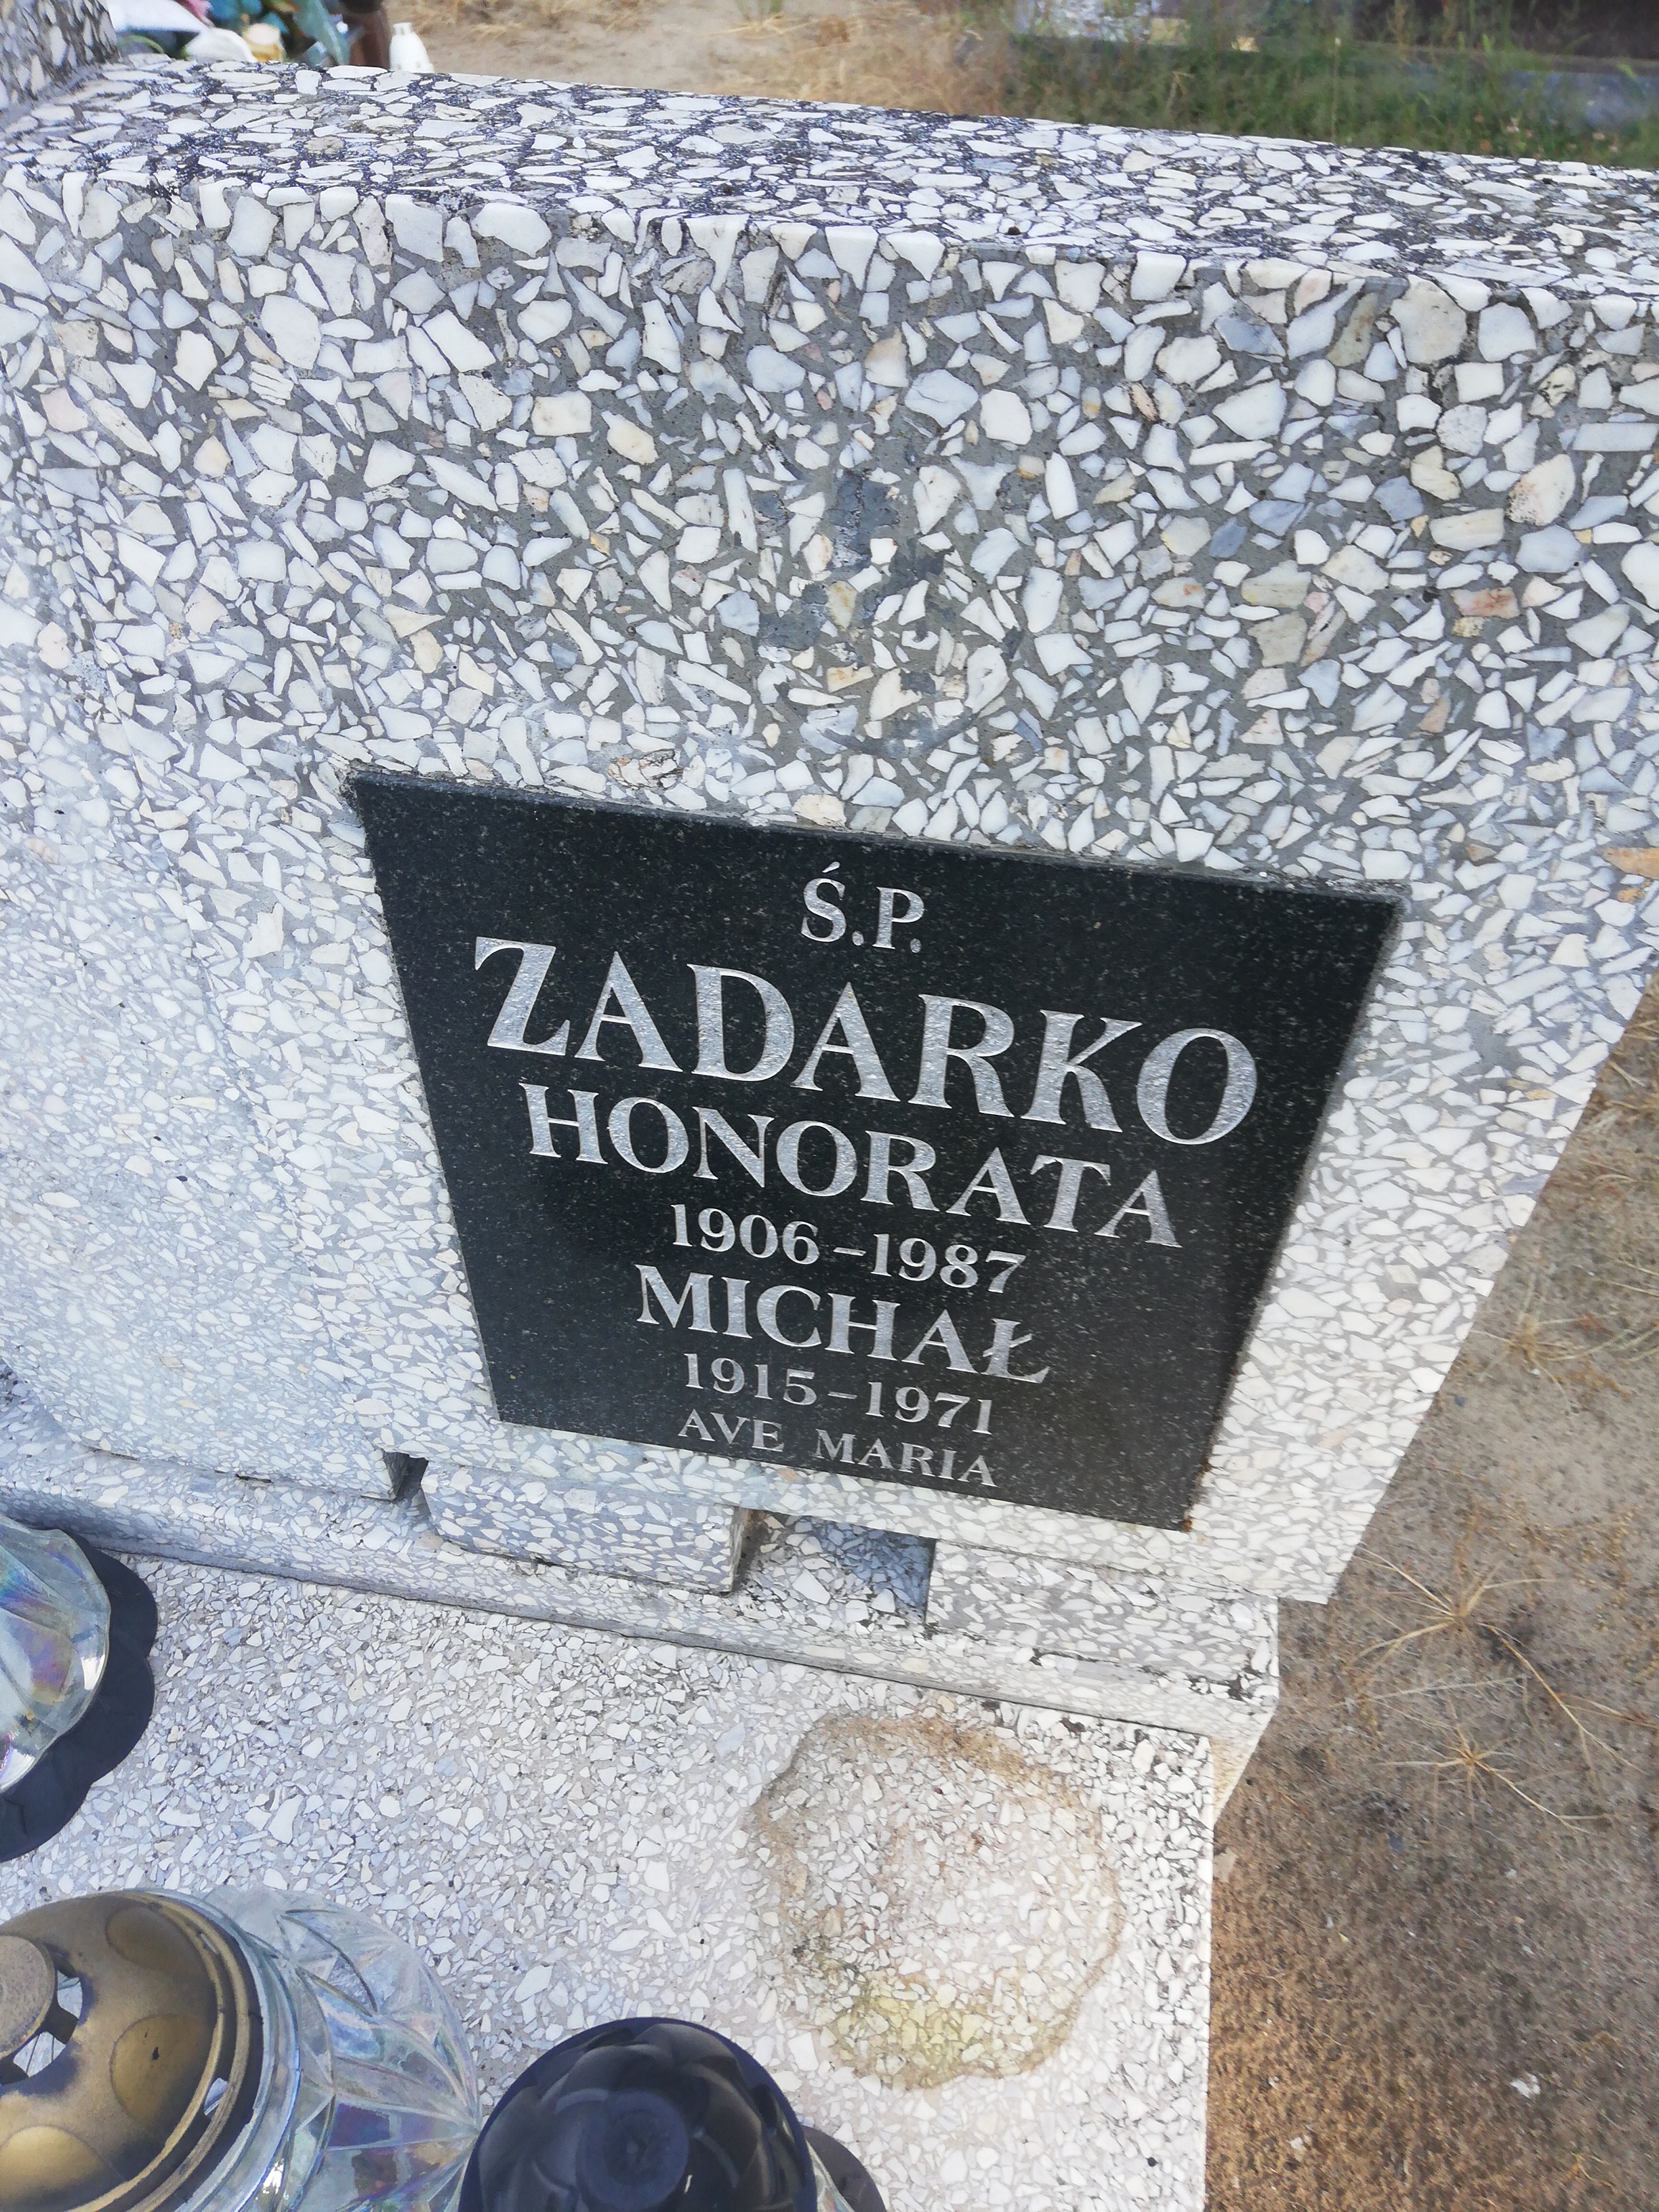 Ś.P.
ZADARKO
HONORATA
1906-1987
MICHAŁ
1915-1971
AVE MARIA